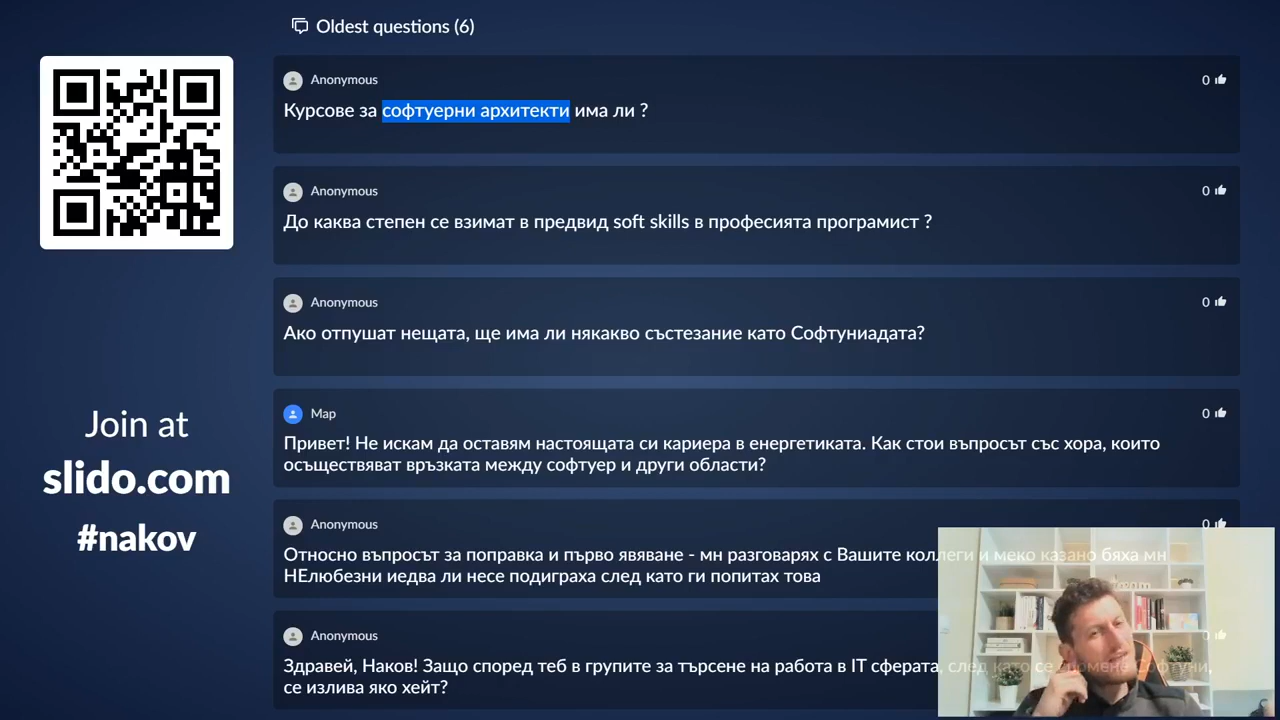 Oldest questions (6)
Anonymous
0
Курсове за софтуерни архитекти има ли ?
Anonymous
0
До каква степен се взимат в предвид soft skills в професията програмист ?
Anonymous
0
Ако отпушат нещата, ще има ли някакво състезание като Софтуниадата?
Мар
0
Привет! Не искам да оставям настоящата си кариера в енергетиката. Как стои въпросът със хора, които
осъществяват връзката между софтуер и други области?
Anonymous
0
Относно въпросът за поправка и първо явяване - мн разговарях с Вашите коллеги и меко казано бяха мн
НЕлюбезни иедва ли несе подиграха след като ги попитах това
Anonymous
0
Здравей, Наков! Защо според теб в групите за търсене на работа в IT сферата, след като се спомене Софтуни,
се излива яко хейт?
Join at
slido.com
#nakov